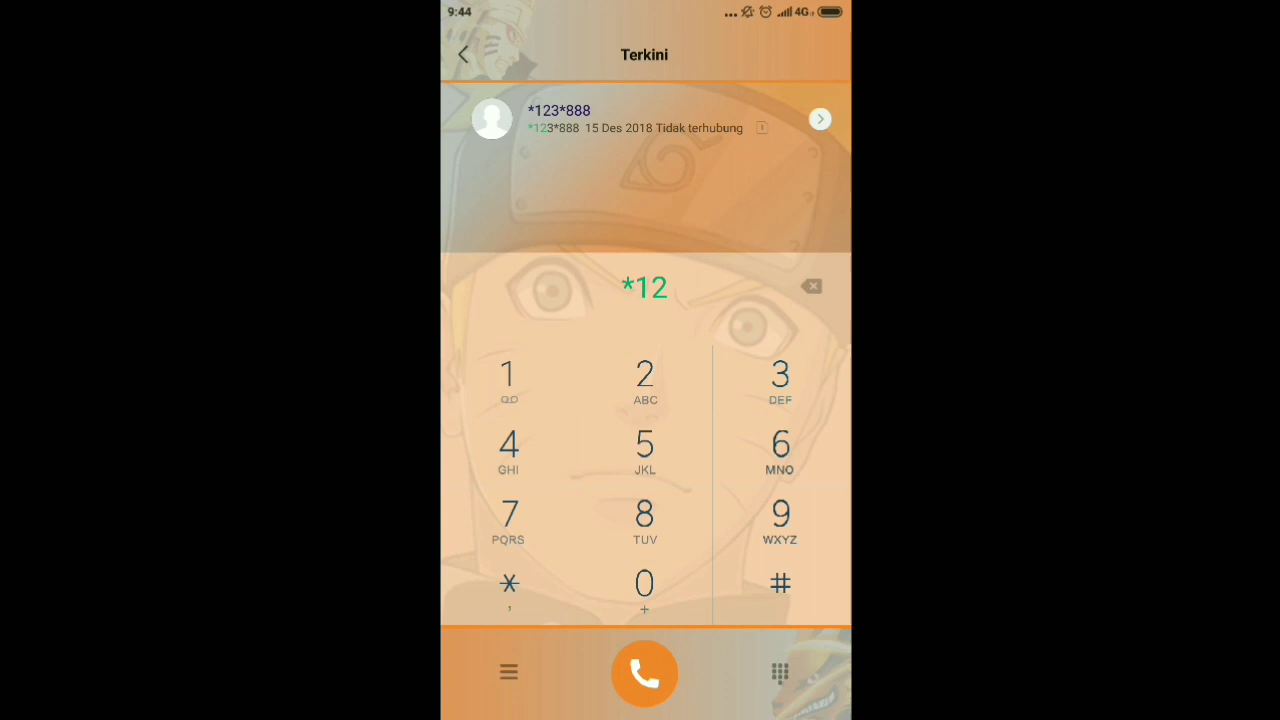 9:44 ... 4G
Terkini
*123*888
*123*888 15 Des 2018 Tidak terhubung
*12
1 2 3
ABC DEF
4 5 6
GHI JKL MNO
7 8 9
PQRS TUV WXYZ
* 0 #
, +